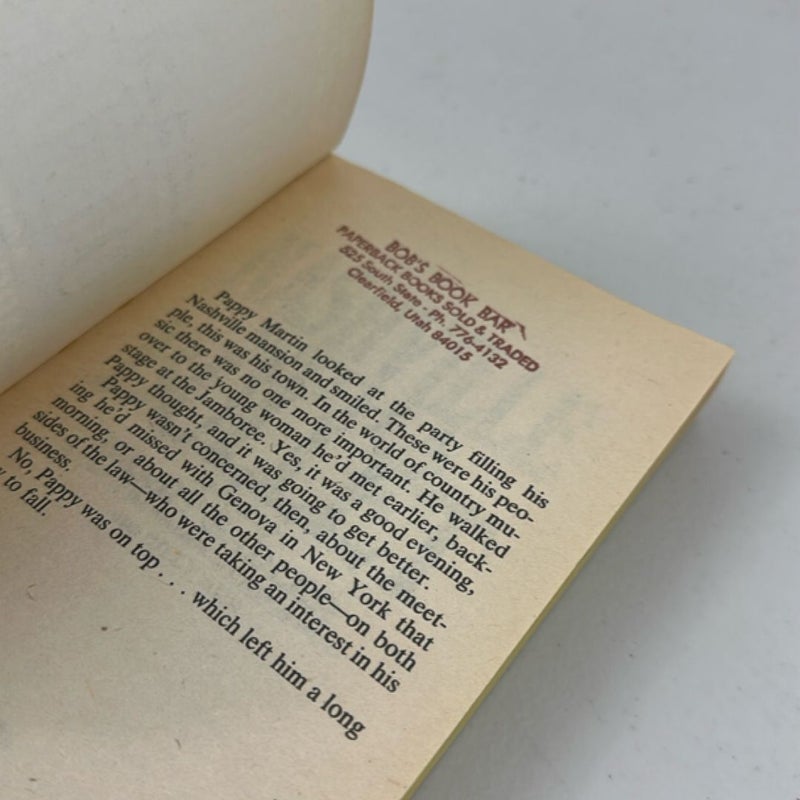 BOB'S BOOK BAR
PAPERBACK BOOKS SOLD & TRADED
525 South State · Ph. 776-4132
Clearfield, Utah 84015
Pappy Martin looked at the party filling his
Nashville mansion and smiled. These were his peo-
ple, this was his town. In the world of country mu-
sic there was no one more important. He walked
over to the young woman he'd met earlier, back-
stage at the Jamboree. Yes, it was a good evening,
Pappy thought, and it was going to get better.
Pappy wasn't concerned, then, about the meet-
ing he'd missed with Genova in New York that
morning, or about all the other people—on both
sides of the law—who were taking an interest in his
business.
No, Pappy was on top . . . which left him a long
to fall.